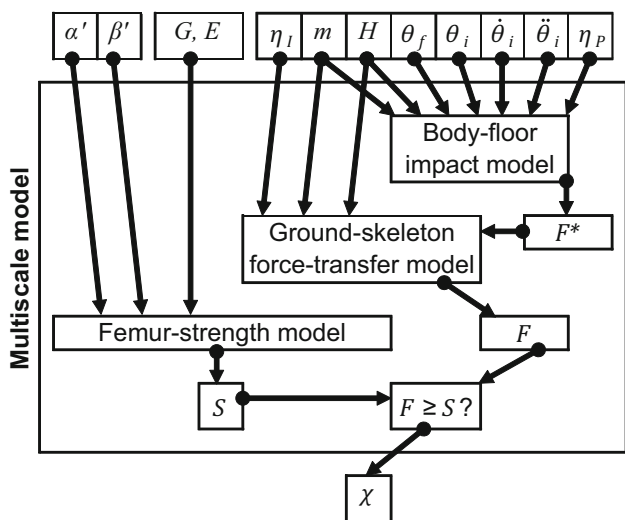 α′ β′ G, E η_I m H θ_f θ_i θ̇_i θ̈_i η_P
Body-floor
impact model
Multiscale model
Ground-skeleton
force-transfer model
F*
Femur-strength model
F
S
F ≥ S ?
χ